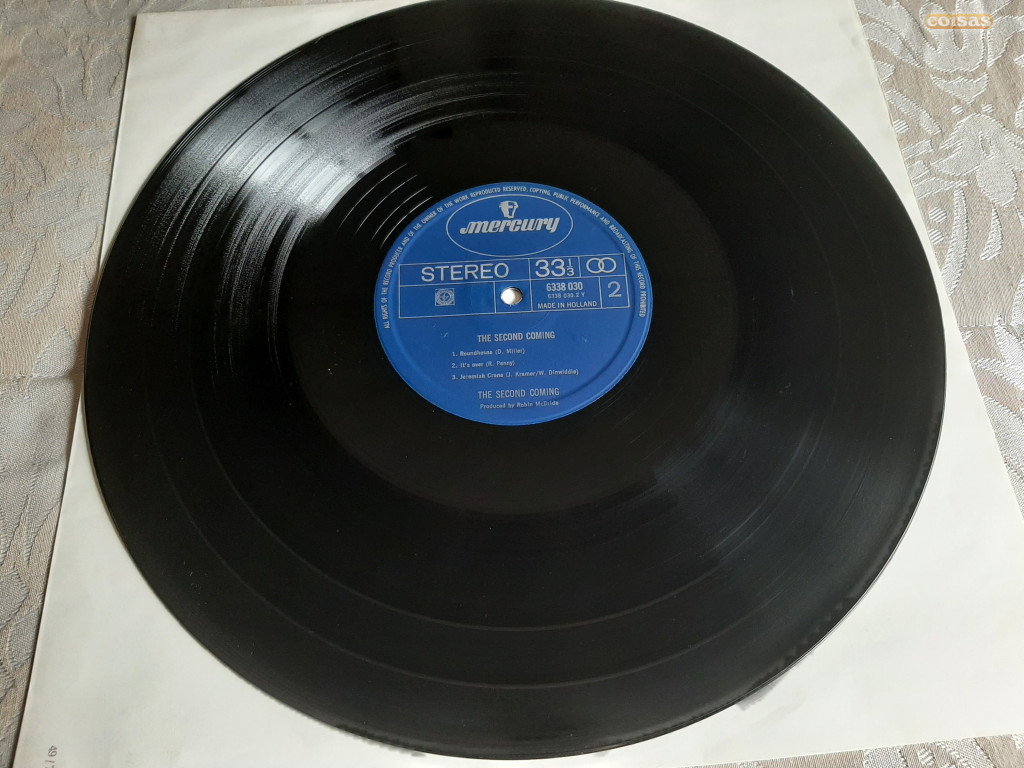 coisas
ALL RIGHTS OF THE RECORD PRODUCER AND OF THE OWNER OF THE WORK REPRODUCED RESERVED. COPYING, PUBLIC PERFORMANCE AND BROADCASTING OF THIS RECORD PROHIBITED
mercury
STEREO
33 1/3
6338 030
6338 030.2 Y
MADE IN HOLLAND
2
THE SECOND COMING
1. Roundhouse (D. Miller)
2. It's over (R. Penny)
3. Jeremiah Crane (J. Kramer/W. Dinwiddie)
THE SECOND COMING
Produced by Robin McBride